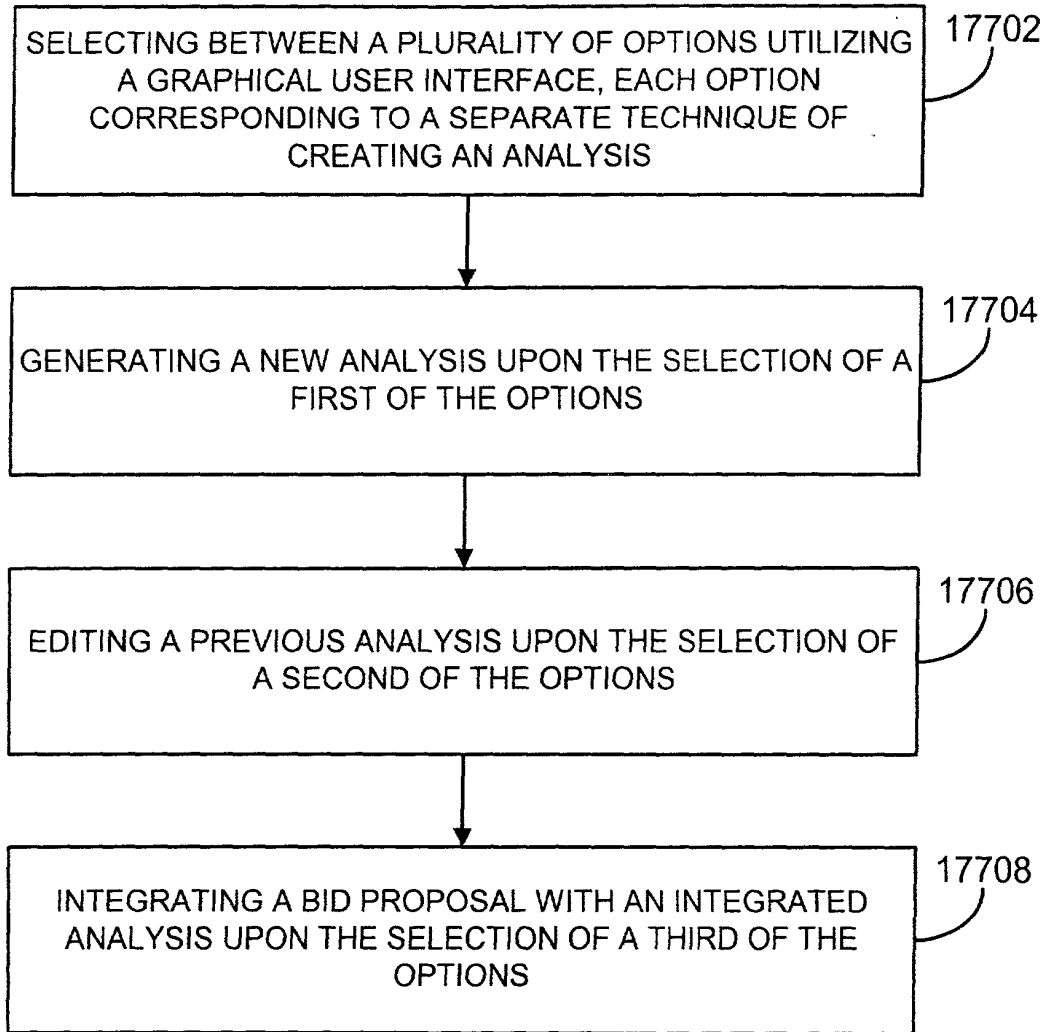 SELECTING BETWEEN A PLURALITY OF OPTIONS UTILIZING
A GRAPHICAL USER INTERFACE, EACH OPTION
CORRESPONDING TO A SEPARATE TECHNIQUE OF
CREATING AN ANALYSIS
17702
GENERATING A NEW ANALYSIS UPON THE SELECTION OF A
FIRST OF THE OPTIONS
17704
EDITING A PREVIOUS ANALYSIS UPON THE SELECTION OF
A SECOND OF THE OPTIONS
17706
INTEGRATING A BID PROPOSAL WITH AN INTEGRATED
ANALYSIS UPON THE SELECTION OF A THIRD OF THE
OPTIONS
17708